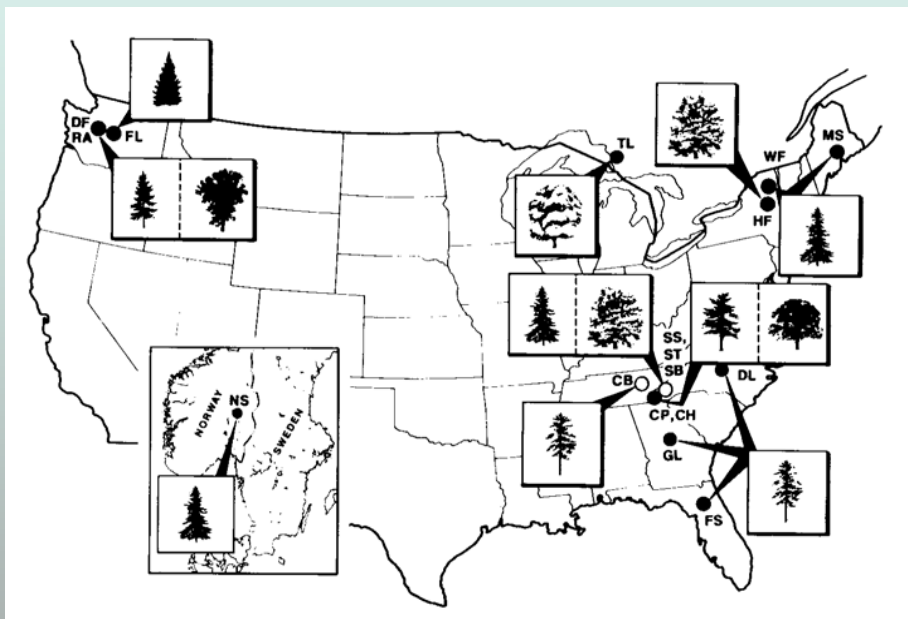 DF
RA
FL
TL
MS
WF
HF
SS,
ST
SB
CB
DL
CP,CH
GL
FS
NS
NORWAY
SWEDEN